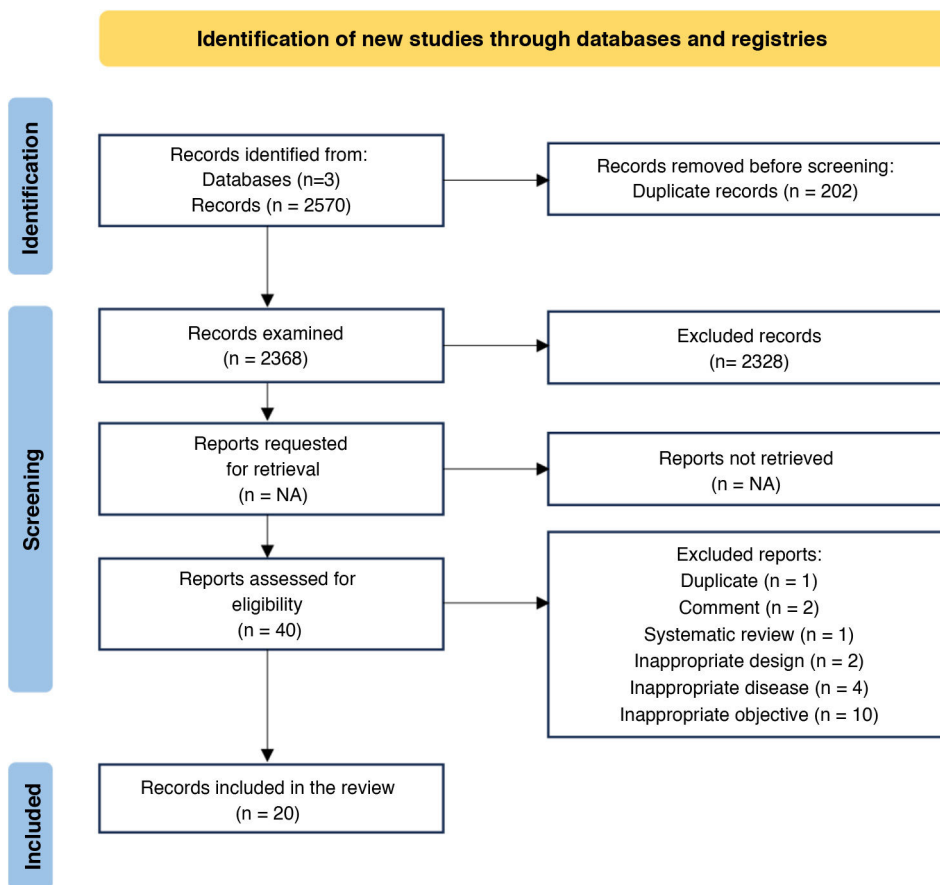 Identification of new studies through databases and registries
Identification
Records identified from:
Databases (n=3)
Records (n = 2570)
Records removed before screening:
Duplicate records (n = 202)
Screening
Records examined
(n = 2368)
Excluded records
(n= 2328)
Reports requested
for retrieval
(n = NA)
Reports not retrieved
(n = NA)
Reports assessed for
eligibility
(n = 40)
Excluded reports:
Duplicate (n = 1)
Comment (n = 2)
Systematic review (n = 1)
Inappropriate design (n = 2)
Inappropriate disease (n = 4)
Inappropriate objective (n = 10)
Included
Records included in the review
(n = 20)